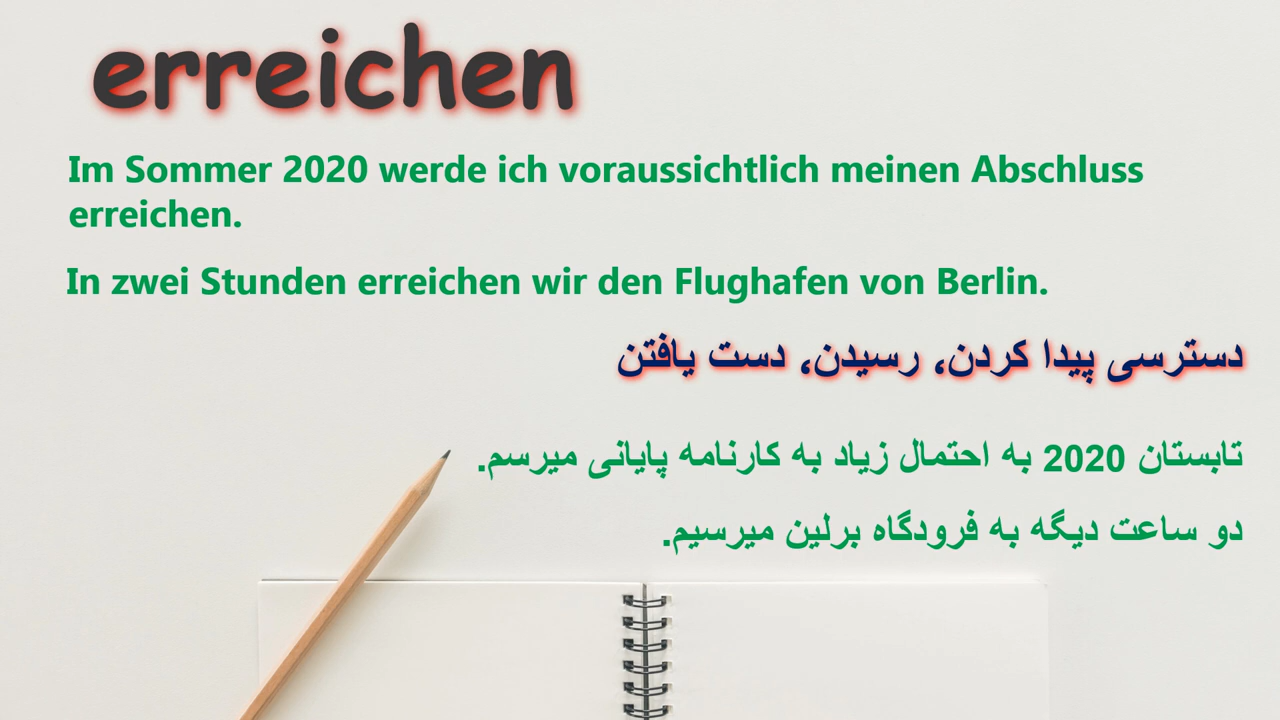 erreichen
Im Sommer 2020 werde ich voraussichtlich meinen Abschluss
erreichen.
In zwei Stunden erreichen wir den Flughafen von Berlin.
دسترسی پیدا کردن، رسیدن، دست یافتن
تابستان 2020 به احتمال زیاد به کارنامه پایانی میرسم.
دو ساعت دیگه به فرودگاه برلین میرسیم.